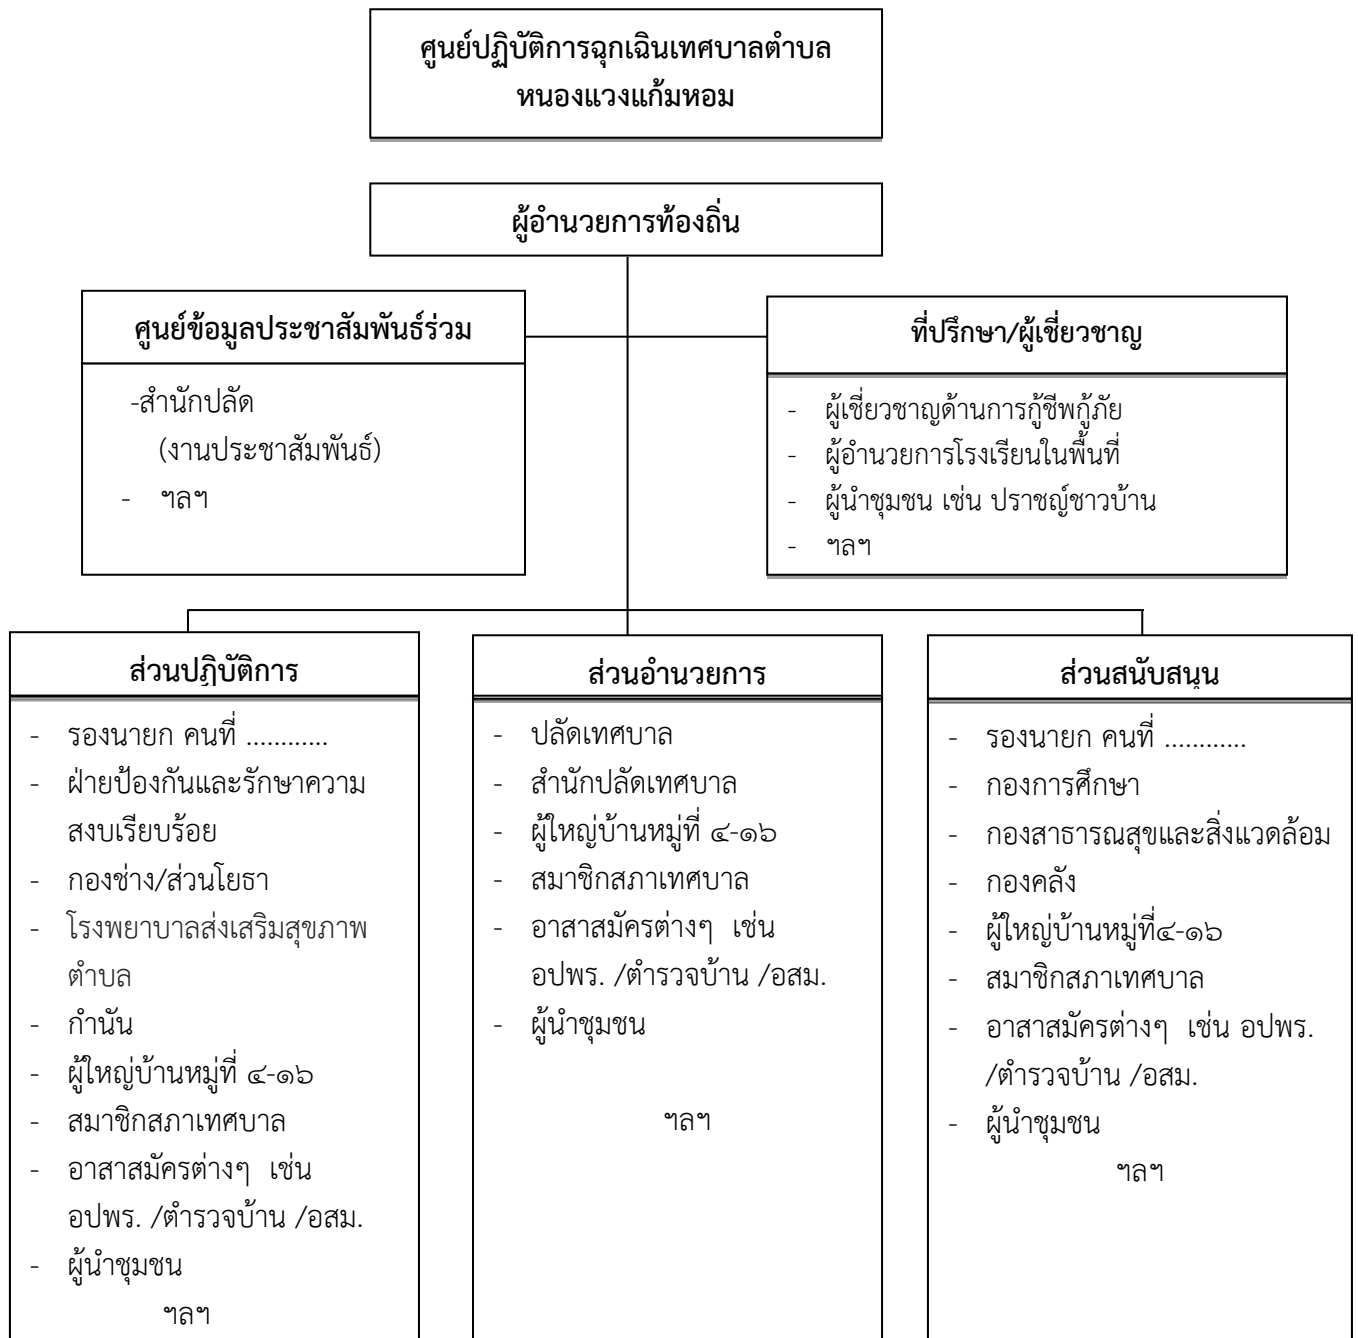 ศูนย์ปฏิบัติการฉุกเฉินเทศบาลตำบล
หนองแวงแก้มหอม
ผู้อำนวยการท้องถิ่น
ศูนย์ข้อมูลประชาสัมพันธ์ร่วม
-สำนักปลัด
(งานประชาสัมพันธ์)
- ฯลฯ
ที่ปรึกษา/ผู้เชี่ยวชาญ
- ผู้เชี่ยวชาญด้านการกู้ชีพกู้ภัย
- ผู้อำนวยการโรงเรียนในพื้นที่
- ผู้นำชุมชน เช่น ปราชญ์ชาวบ้าน
- ฯลฯ
ส่วนปฏิบัติการ
- รองนายก คนที่ ............
- ฝ่ายป้องกันและรักษาความ
สงบเรียบร้อย
- กองช่าง/ส่วนโยธา
- โรงพยาบาลส่งเสริมสุขภาพ
ตำบล
- กำนัน
- ผู้ใหญ่บ้านหมู่ที่ ๔-๑๖
- สมาชิกสภาเทศบาล
- อาสาสมัครต่างๆ เช่น
อปพร. /ตำรวจบ้าน /อสม.
- ผู้นำชุมชน
ฯลฯ
ส่วนอำนวยการ
- ปลัดเทศบาล
- สำนักปลัดเทศบาล
- ผู้ใหญ่บ้านหมู่ที่ ๔-๑๖
- สมาชิกสภาเทศบาล
- อาสาสมัครต่างๆ เช่น
อปพร. /ตำรวจบ้าน /อสม.
- ผู้นำชุมชน
ฯลฯ
ส่วนสนับสนุน
- รองนายก คนที่ ............
- กองการศึกษา
- กองสาธารณสุขและสิ่งแวดล้อม
- กองคลัง
- ผู้ใหญ่บ้านหมู่ที่๔-๑๖
- สมาชิกสภาเทศบาล
- อาสาสมัครต่างๆ เช่น อปพร.
/ตำรวจบ้าน /อสม.
- ผู้นำชุมชน
ฯลฯ